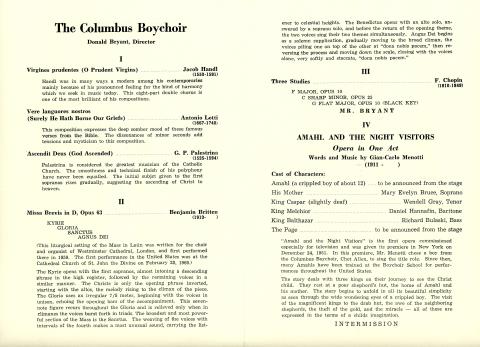 The Columbus Boychoir
Donald Bryant, Director
I
Virgines prudentes (O Prudent Virgins) Jacob Handl
(1550-1591)
Handl was in many ways a modern among his contemporaries
mainly because of his pronounced feeling for the kind of harmony
which we seek in music today. This eight-part double chorus is
one of the most brilliant of his compositions.
Vere languores nostros
(Surely He Hath Borne Our Griefs) Antonio Lotti
(1667-1740)
This composition expresses the deep somber mood of these famous
verses from the Bible. The dissonances of minor seconds add
tension and mysticism to this composition.
Ascendit Deus (God Ascended) G. P. Palestrina
(1525-1594)
Palestrina is considered the greatest musician of the Catholic
Church. The smoothness and technical finish of his polyphony
have never been equalled. The initial subject given to the first
sopranos rises gradually, suggesting the ascending of Christ to
heaven.
II
Missa Brevis in D, Opus 63 Benjamin Britten
(1913- )
KYRIE
GLORIA
SANCTUS
AGNUS DEI
(This liturgical setting of the Mass in Latin was written for the choir
and organist of Westminster Cathedral, London, and first performed
there in 1959. The first performance in the United States was at the
Cathedral Church of St. John the Divine on February 23, 1960.)
The Kyrie opens with the first sopranos, almost intoning a descending
phrase in the high register, followed by the remaining voices in a
similar manner. The Christe is only the opening phrase inverted,
starting with the altos, the melody rising to the climax of the piece.
The Gloria uses an irregular 7/8 meter, beginning with the voices in
unison, echoing the opening bars of the accompaniment. This seven-
note figure recurs throughout the Gloria and is relieved only when in
climaxes the voices burst forth in triads. The broadest and most power-
ful section of the Mass is the Sanctus. The weaving of the voices with
intervals of the fourth makes a most unusual sound, carrying the list-
ener to celestial heights. The Benedictus opens with an alto solo, an-
swered by a soprano solo, and before the return of the opening theme,
the two voices sing their two themes simultaneously. Agnus Dei begins
as a solemn supplication, gradually moving to the broad climax, the
voices piling one on top of the other at "dona nobis pacem," then re-
versing the process and moving down the scale, closing with the voices
alone, very softly and staccato, "dona nobis pacem."
III
Three Studies F. Chopin
(1810-1849)
F MAJOR, OPUS 10
C SHARP MINOR, OPUS 25
G FLAT MAJOR, OPUS 10 (BLACK KEY)
MR. BRYANT
IV
AMAHL AND THE NIGHT VISITORS
Opera in One Act
Words and Music by Gian-Carlo Menotti
(1911 - )
Cast of Characters:
Amahl (a crippled boy of about 12) to be announced from the stage
His Mother Mary Evelyn Bruce, Soprano
King Caspar (slightly deaf) Wendell Gray, Tenor
King Melchior Daniel Hannafin, Baritone
King Balthazar Richard Bulaski, Bass
The Page to be announced from the stage
"Amahl and the Night Visitors" is the first opera commissioned
especially for television and was given its premiere in New York on
December 24, 1951. In this premiere, Mr. Menotti chose a boy from the
Columbus Boychoir, Chet Allen, to sing the title role. Since then,
many Amahls have been trained at the Boychoir School for perfor-
mances throughout the United States.
The story deals with three kings on their journey to see the Christ
child. They rest at a poor shepherd's hut, the home of Amahl and
his mother. The story begins to unfold in all its beautiful simplicity
as seen through the wide wondering eyes of a crippled boy. The visit
of the magnificent kings to the drab hut, the awe of the neighboring
shepherds, the theft of the gold, and the miracle — all of these are
expressed in the terms of a child's imagination.
INTERMISSION